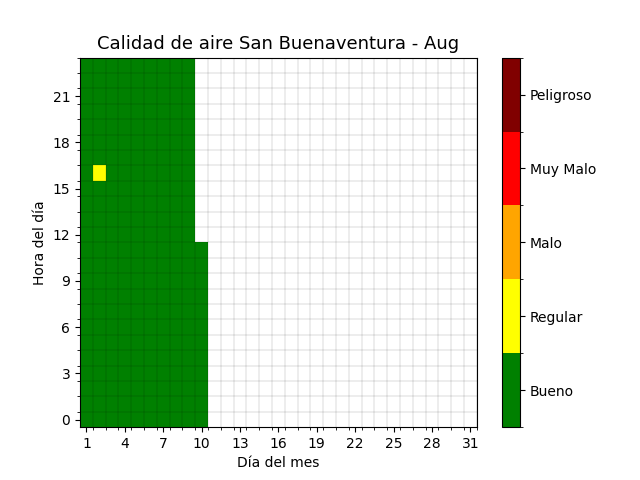 Calidad de aire San Buenaventura - Aug
21
18
15
12
9
6
3
0
Hora del día
1 4 7 10 13 16 19 22 25 28 31
Día del mes
Peligroso
Muy Malo
Malo
Regular
Bueno